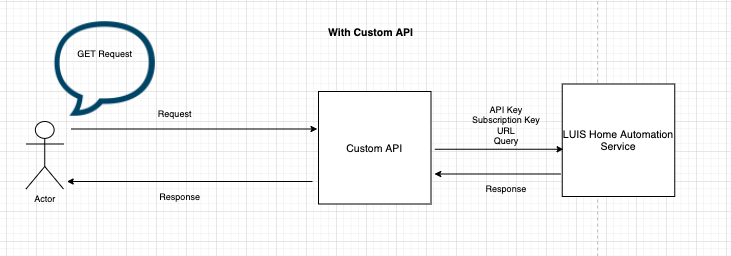 With Custom API
GET Request
Request
API Key
Subscription Key
URL
Query
LUIS Home Automation
Service
Custom API
Response
Response
Actor